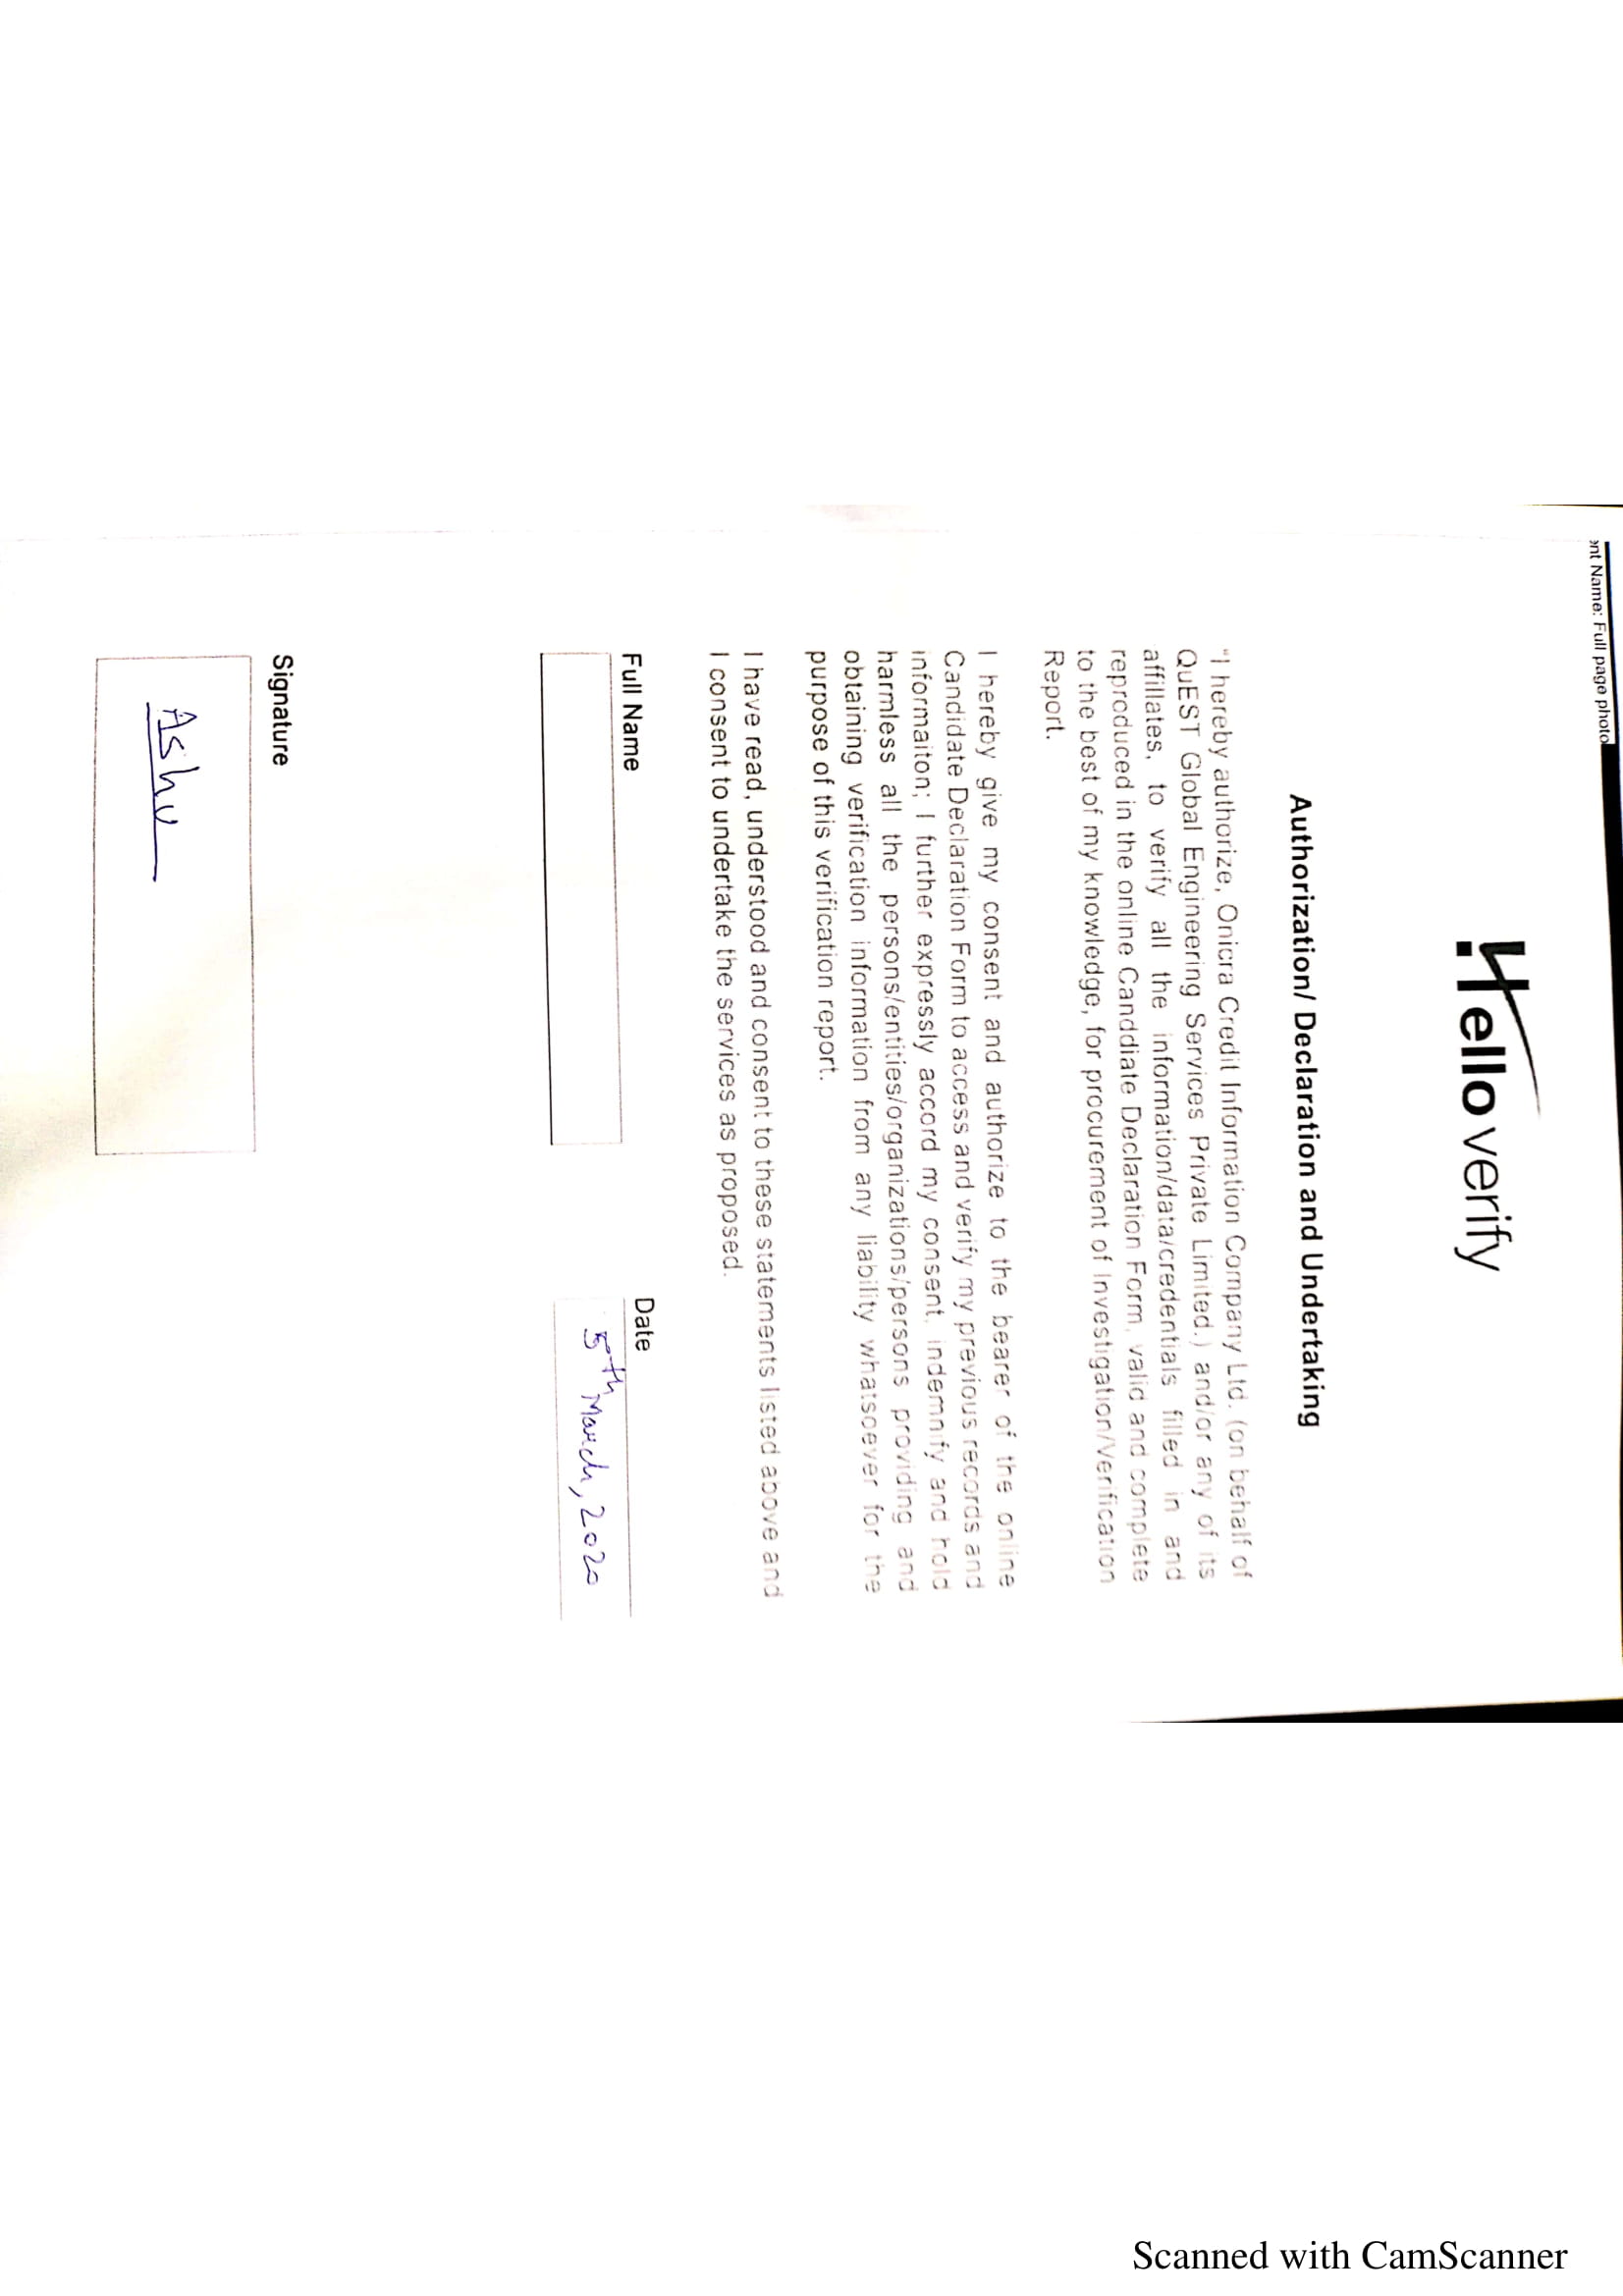 ent Name: Full page photo
Hello verify
Authorization/ Declaration and Undertaking
"I hereby authorize, Onicra Credit Information Company Ltd. (on behalf of
QuEST Global Engineering Services Private Limited.) and/or any of its
affillates, to verify all the information/data/credentials filled in and
reproduced in the online Canddiate Declaration Form, valid and complete
to the best of my knowledge, for procurement of Investigation/Verification
Report.
I hereby give my consent and authorize to the bearer of the online
Candidate Declaration Form to access and verify my previous records and
informaiton; I further expressly accord my consent, indemnify and hold
harmless all the persons/entities/organizations/persons providing and
obtaining verification information from any liability whatsoever for the
purpose of this verification report.
I have read, understood and consent to these statements listed above and
I consent to undertake the services as proposed.
Full Name
Date
5th March, 2020
Signature
Ashu
Scanned with CamScanner